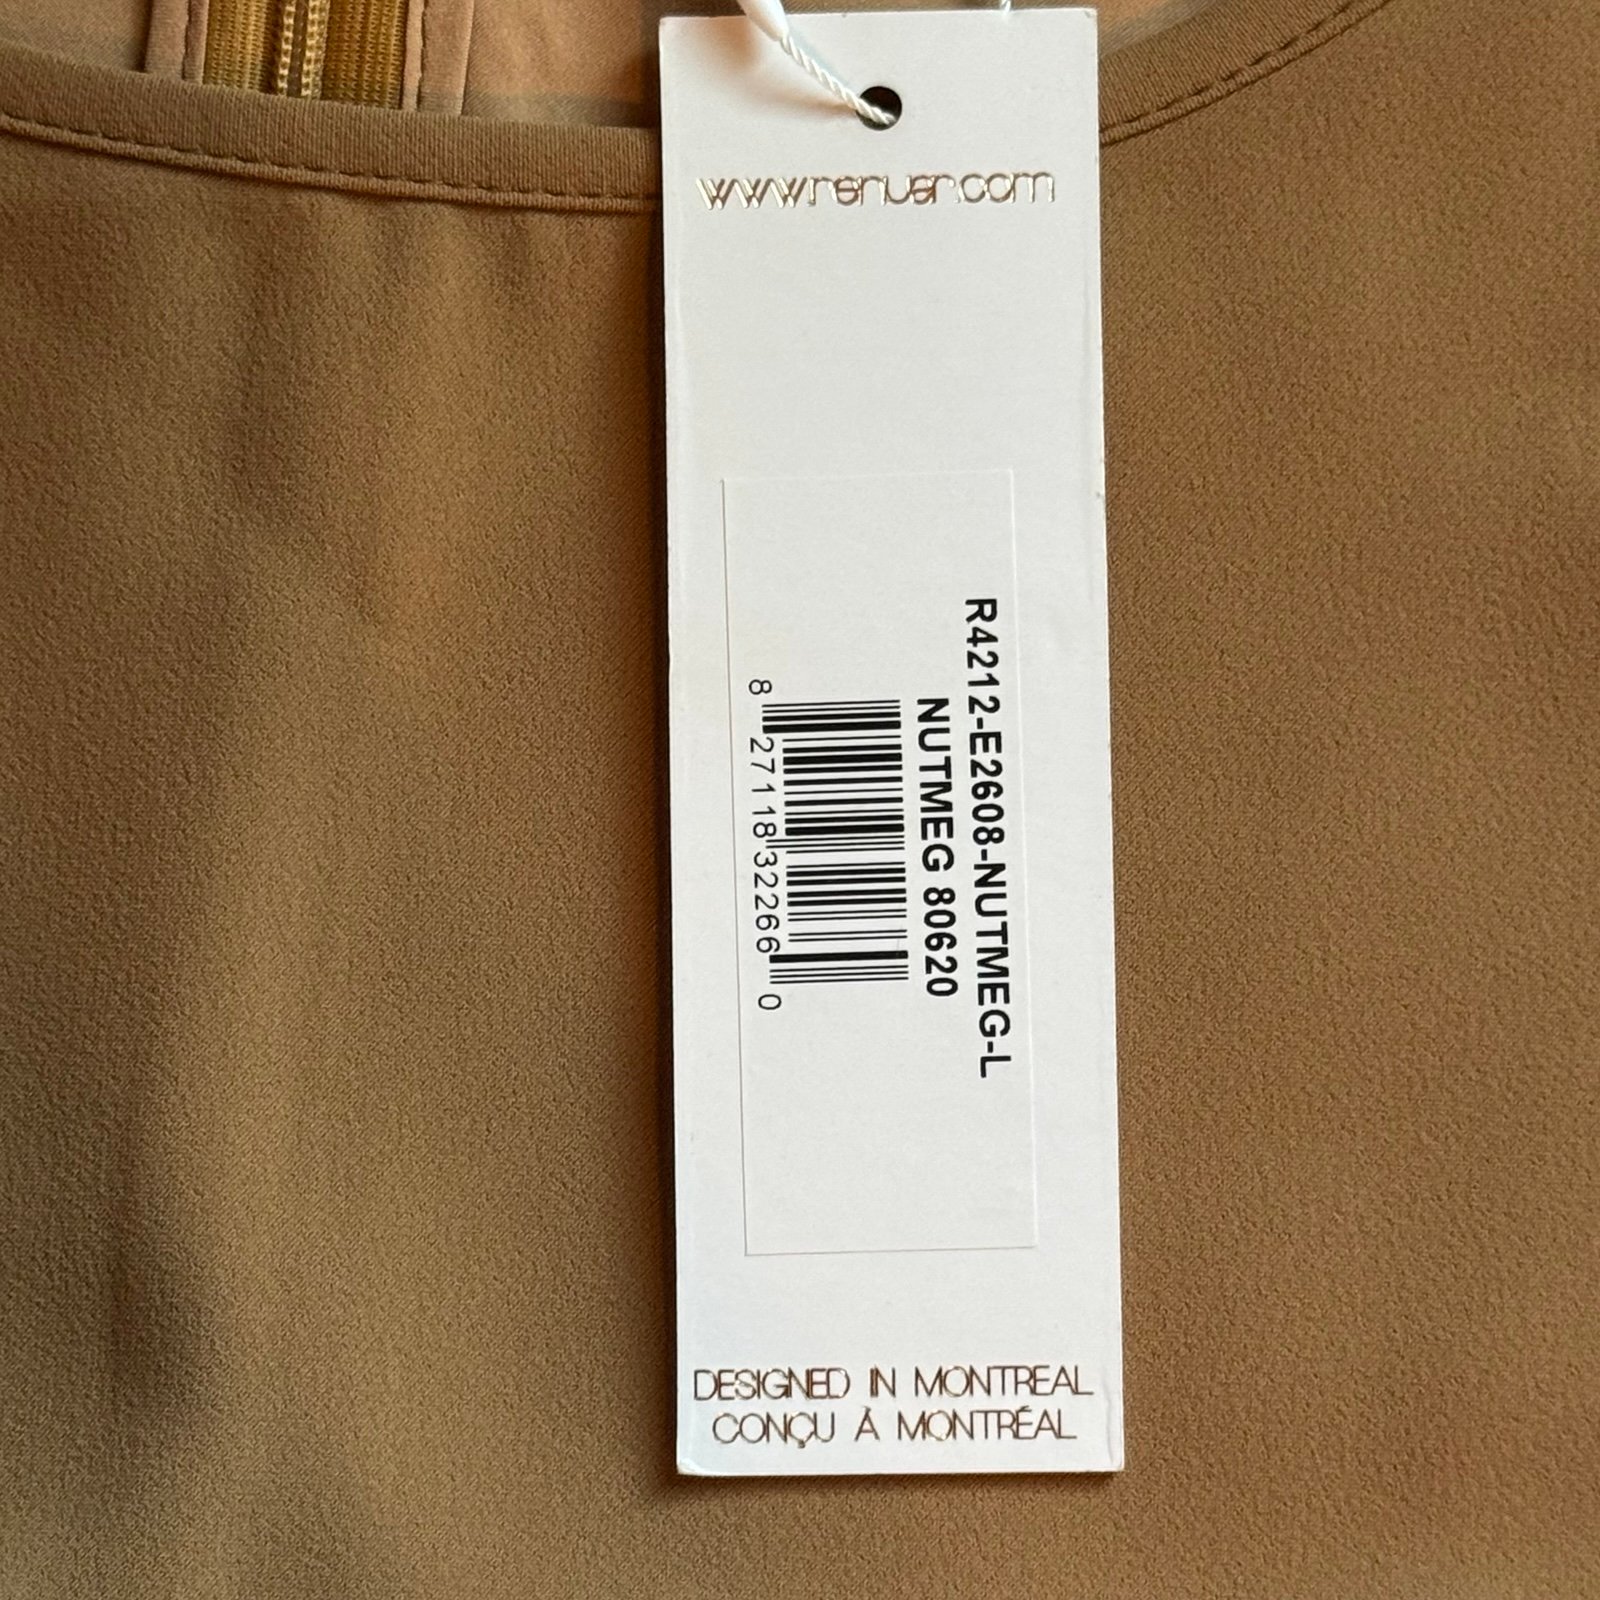 www.renuar.com
R4212-E2608-NUTMEG-L
NUTMEG 80620
8 27118 32266 0
DESIGNED IN MONTREAL
CONÇU À MONTRÉAL